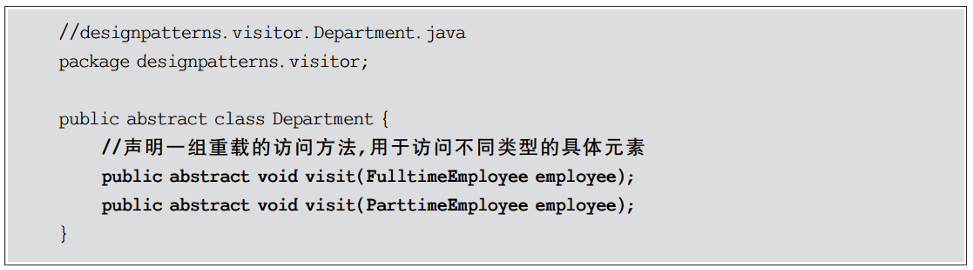 //designpatterns.visitor.Department.java
package designpatterns.visitor;
public abstract class Department {
//声明一组重载的访问方法,用于访问不同类型的具体元素
public abstract void visit(FulltimeEmployee employee);
public abstract void visit(ParttimeEmployee employee);
}